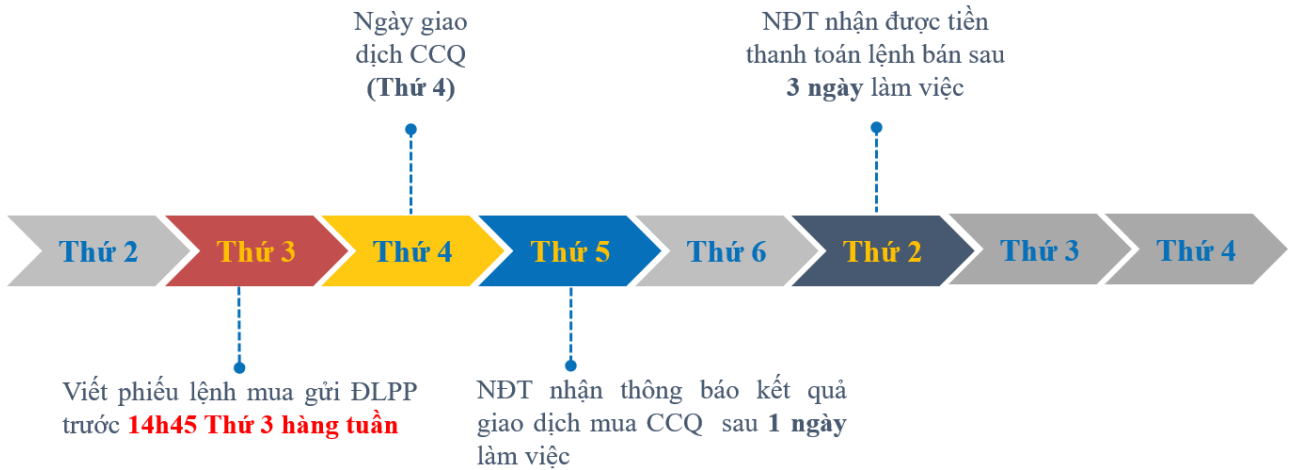 Ngày giao
dịch CCQ
(Thứ 4)
NĐT nhận được tiền
thanh toán lệnh bán sau
3 ngày làm việc
Thứ 2
Thứ 3
Thứ 4
Thứ 5
Thứ 6
Thứ 2
Thứ 3
Thứ 4
Viết phiếu lệnh mua gửi ĐLPP
trước 14h45 Thứ 3 hàng tuần
NĐT nhận thông báo kết quả
giao dịch mua CCQ sau 1 ngày
làm việc